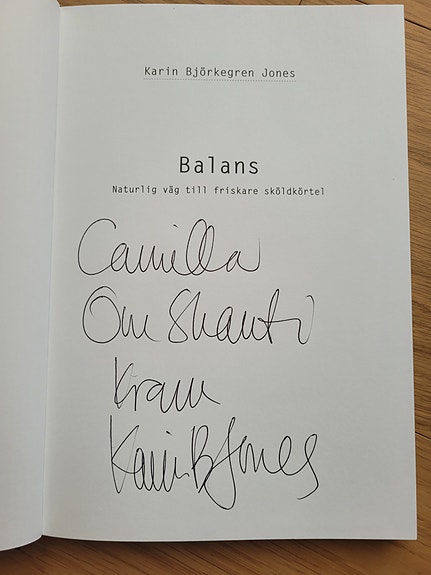 Karin Björkegren Jones
Balans
Naturlig väg till friskare sköldkörtel
Camilla
Om Shanti
Kram
Karin B Jones